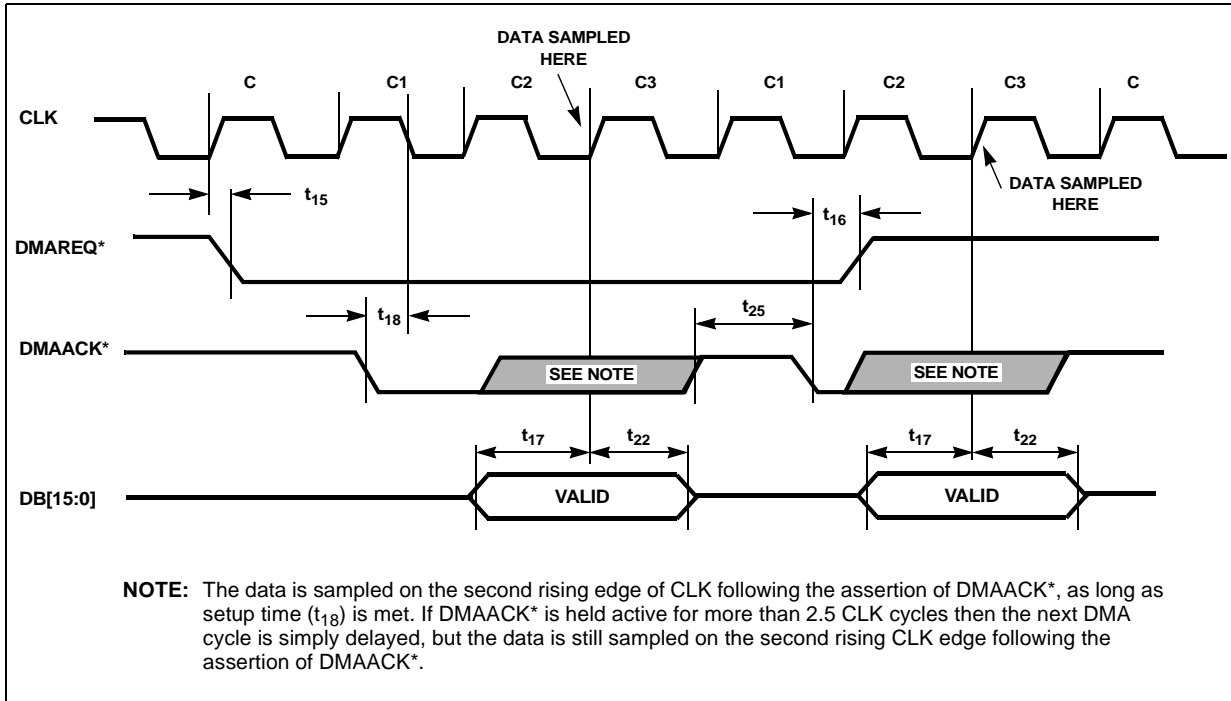 DATA SAMPLED
HERE
C C1 C2 C3 C1 C2 C3 C
CLK
DATA SAMPLED
HERE
t15
t16
DMAREQ*
t18
t25
DMAACK*
SEE NOTE SEE NOTE
t17 t22 t17 t22
DB[15:0]
VALID VALID
NOTE: The data is sampled on the second rising edge of CLK following the assertion of DMAACK*, as long as
setup time (t18) is met. If DMAACK* is held active for more than 2.5 CLK cycles then the next DMA
cycle is simply delayed, but the data is still sampled on the second rising CLK edge following the
assertion of DMAACK*.